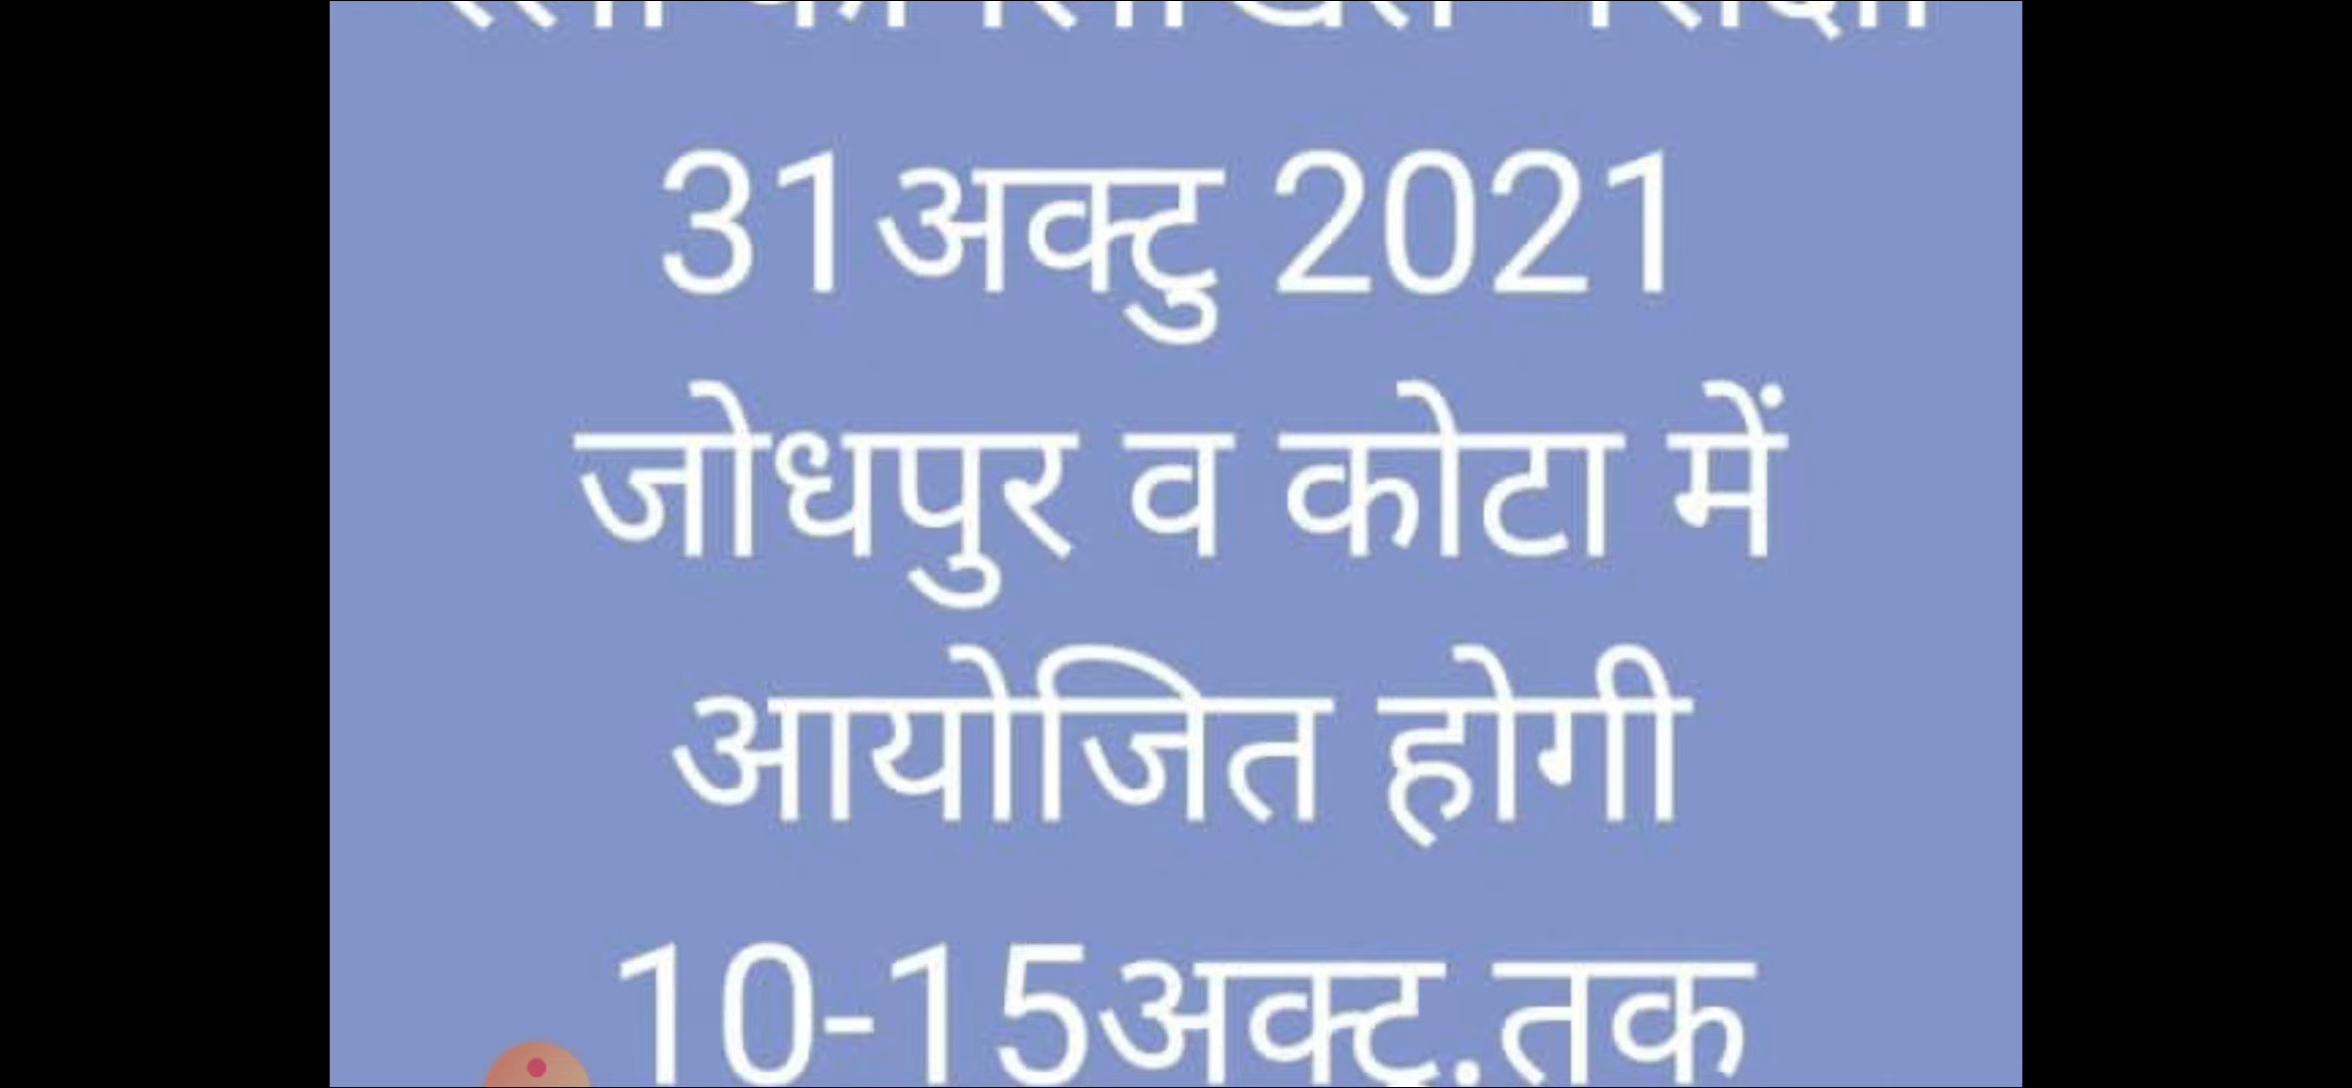 31अक्टु 2021
जोधपुर व कोटा में
आयोजित होगी
10-15अक्टू.तक